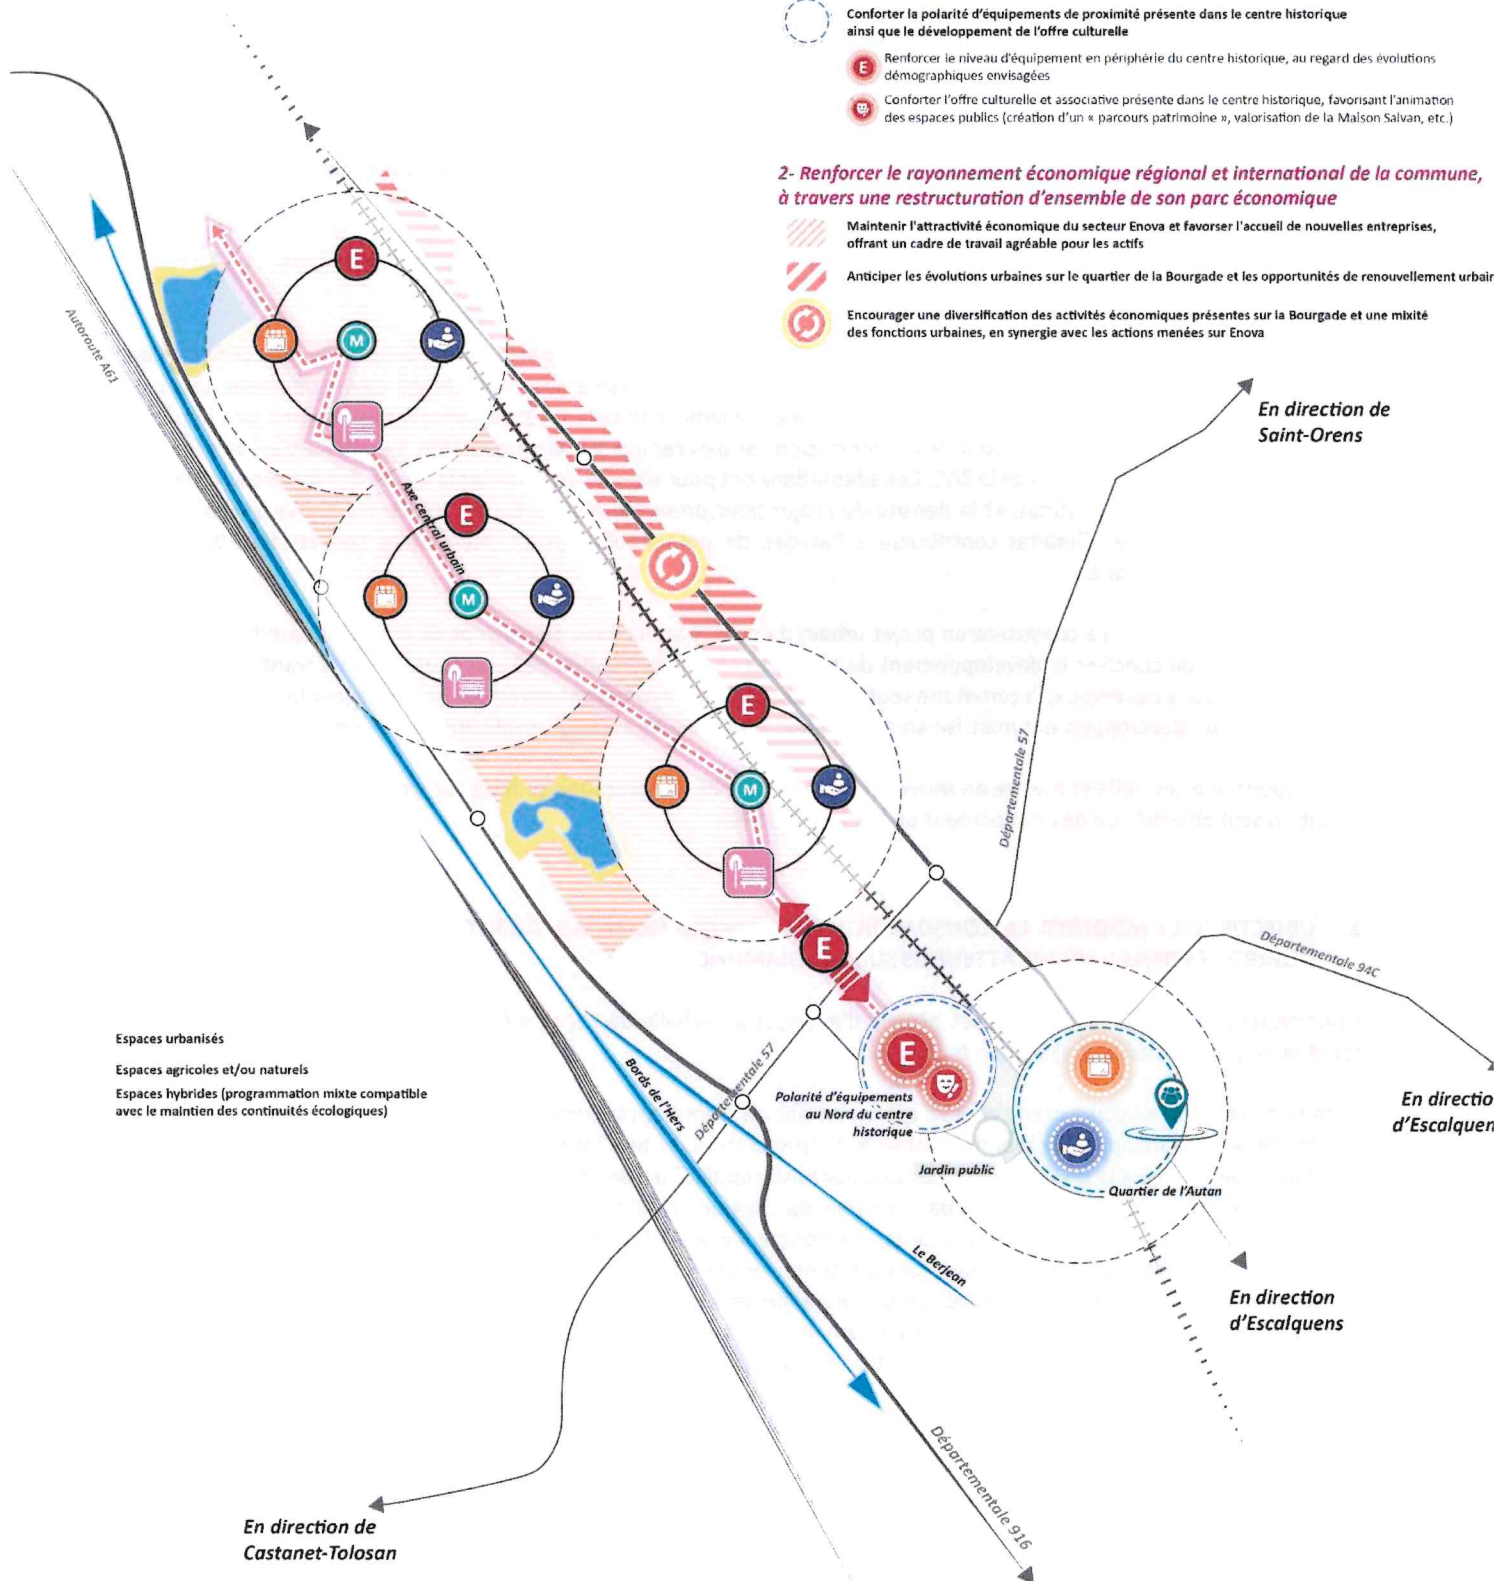 Conforter la polarité d'équipements de proximité présente dans le centre historique
ainsi que le développement de l'offre culturelle
E
Renforcer le niveau d'équipement en périphérie du centre historique, au regard des évolutions
démographiques envisagées
Conforter l'offre culturelle et associative présente dans le centre historique, favorisant l'animation
des espaces publics (création d'un « parcours patrimoine », valorisation de la Maison Salvan, etc.)
2- Renforcer le rayonnement économique régional et international de la commune,
à travers une restructuration d'ensemble de son parc économique
Maintenir l'attractivité économique du secteur Enova et favorser l'accueil de nouvelles entreprises,
offrant un cadre de travail agréable pour les actifs
Anticiper les évolutions urbaines sur le quartier de la Bourgade et les opportunités de renouvellement urbain
Encourager une diversification des activités économiques présentes sur la Bourgade et une mixité
des fonctions urbaines, en synergie avec les actions menées sur Enova
E
M
Autoroute A61
En direction de
Saint-Orens
Axe central urbain
E
M
E
M
Départementale 57
E
Départementale 94C
Espaces urbanisés
Espaces agricoles et/ou naturels
Espaces hybrides (programmation mixte compatible
avec le maintien des continuités écologiques)
Bords de l'Hers
Départementale 57
E
Polarité d'équipements
au Nord du centre
historique
Jardin public
Quartier de l'Autan
En directio
d'Escalquen
Le Berjean
En direction
d'Escalquens
Départementale 916
En direction de
Castanet-Tolosan